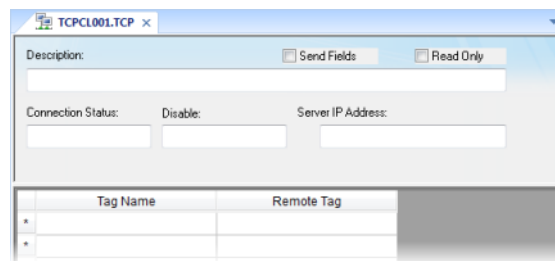 TCPCL001.TCP ×
Description: Send Fields Read Only
Connection Status: Disable: Server IP Address:
Tag Name Remote Tag
*
*